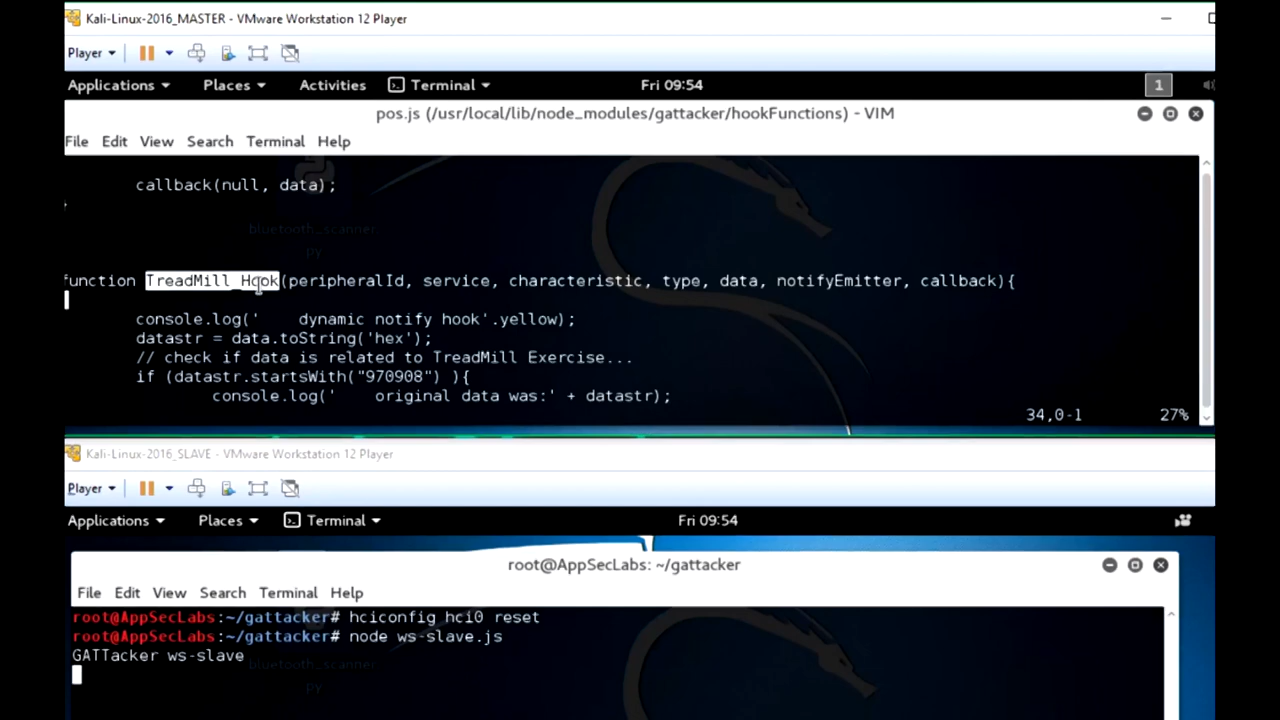 Kali-Linux-2016_MASTER - VMware Workstation 12 Player
Player
Applications Places Activities Terminal Fri 09:54 1
pos.js (/usr/local/lib/node_modules/gattacker/hookFunctions) - VIM
File Edit View Search Terminal Help
callback(null, data);
}
bluetooth_scanner
py
function TreadMill_Hook(peripheralId, service, characteristic, type, data, notifyEmitter, callback){
console.log('    dynamic notify hook'.yellow);
datastr = data.toString('hex');
// check if data is related to TreadMill Exercise...
if (datastr.startsWith("970908") ){
console.log('    original data was:' + datastr);
34,0-1 27%
Kali-Linux-2016_SLAVE - VMware Workstation 12 Player
Player
Applications Places Terminal Fri 09:54
root@AppSecLabs: ~/gattacker
File Edit View Search Terminal Help
root@AppSecLabs:~/gattacker# hciconfig hci0 reset
root@AppSecLabs:~/gattacker# node ws-slave.js
GATTacker ws-slave
bluetooth_scanner
py